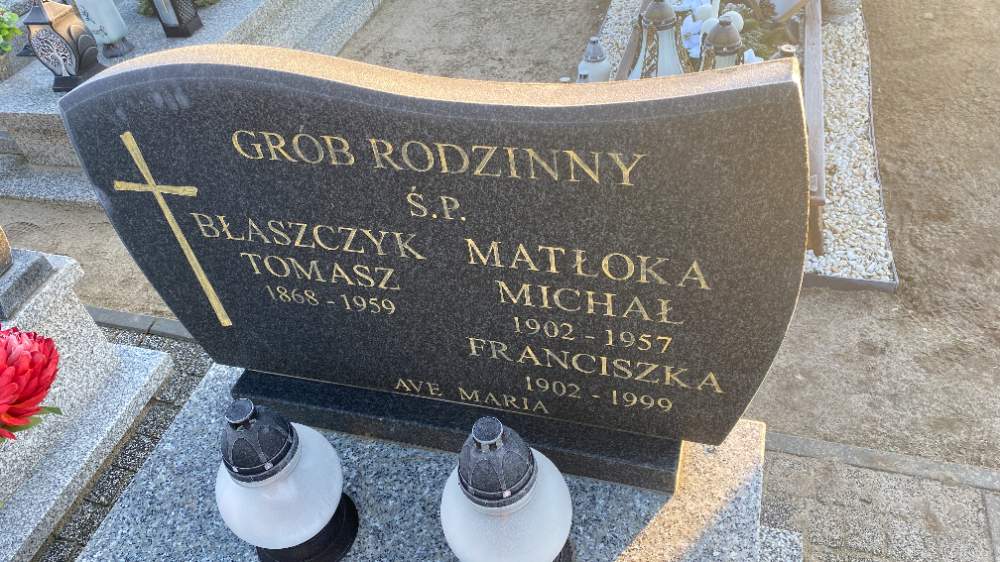 GRÓB RODZINNY
Ś.P.
BŁASZCZYK
TOMASZ
1868 - 1959
MATŁOKA
MICHAŁ
1902 - 1957
FRANCISZKA
1902 - 1999
AVE MARIA